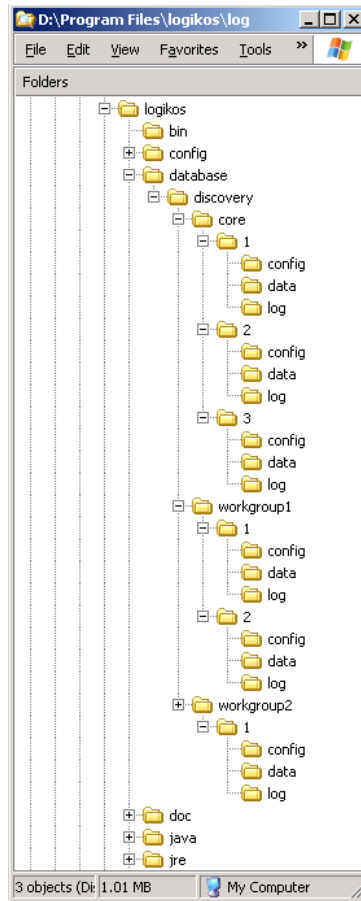 D:\Program Files\logikos\log
File Edit View Favorites Tools »
Folders
logikos
bin
config
database
discovery
core
1
config
data
log
2
config
data
log
3
config
data
log
workgroup1
1
config
data
log
2
config
data
log
workgroup2
1
config
data
log
doc
java
jre
3 objects (Di 1.01 MB My Computer